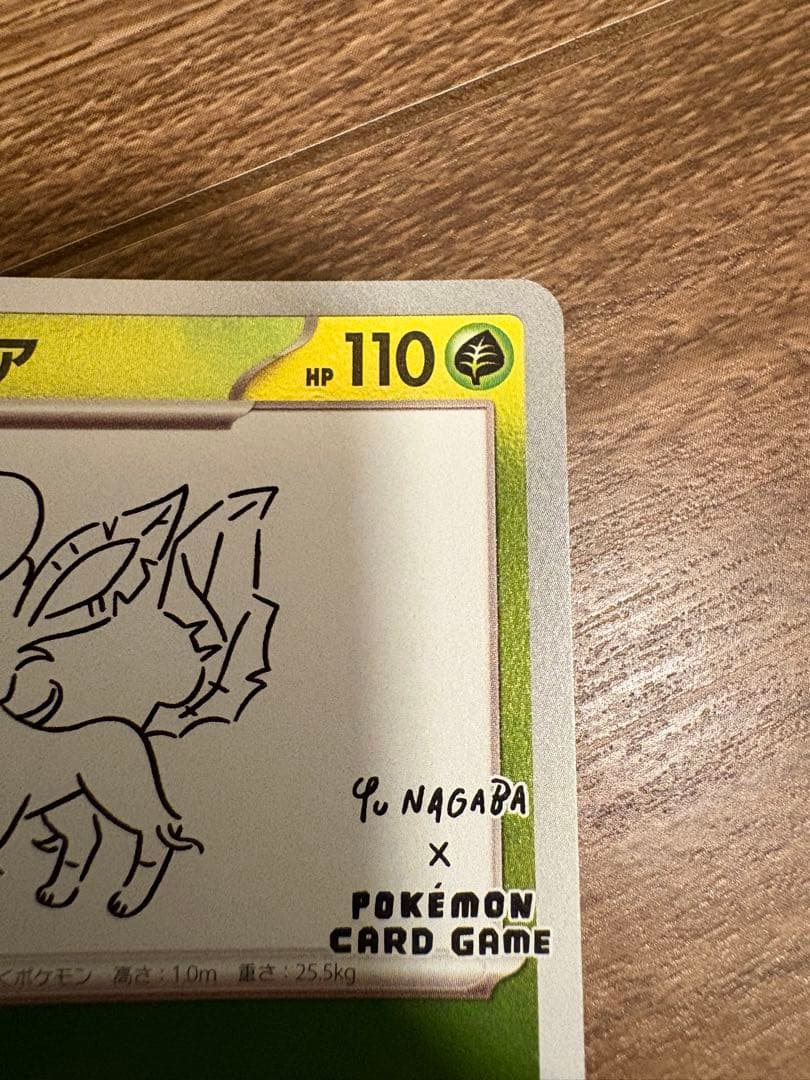 ア
HP 110
Yu NAGABA
×
POKÉMON
CARD GAME
くポケモン 高さ：1.0m 重さ：25.5kg